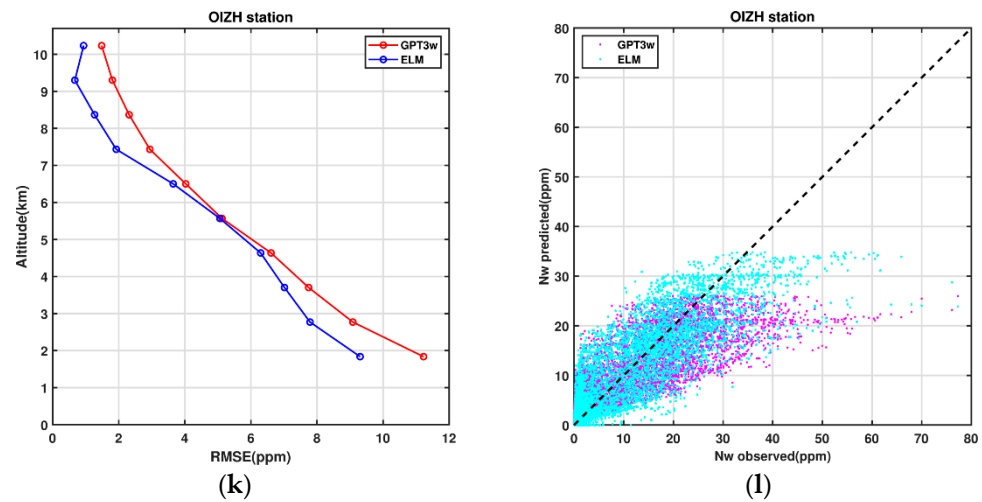 OIZH station
GPT3w
ELM
10
9
8
7
6
5
4
3
2
1
0
Altitude(km)
0 2 4 6 8 10 12
RMSE(ppm)
(k)
OIZH station
GPT3w
ELM
80
70
60
50
40
30
20
10
0
Nw predicted(ppm)
0 10 20 30 40 50 60 70 80
Nw observed(ppm)
(l)